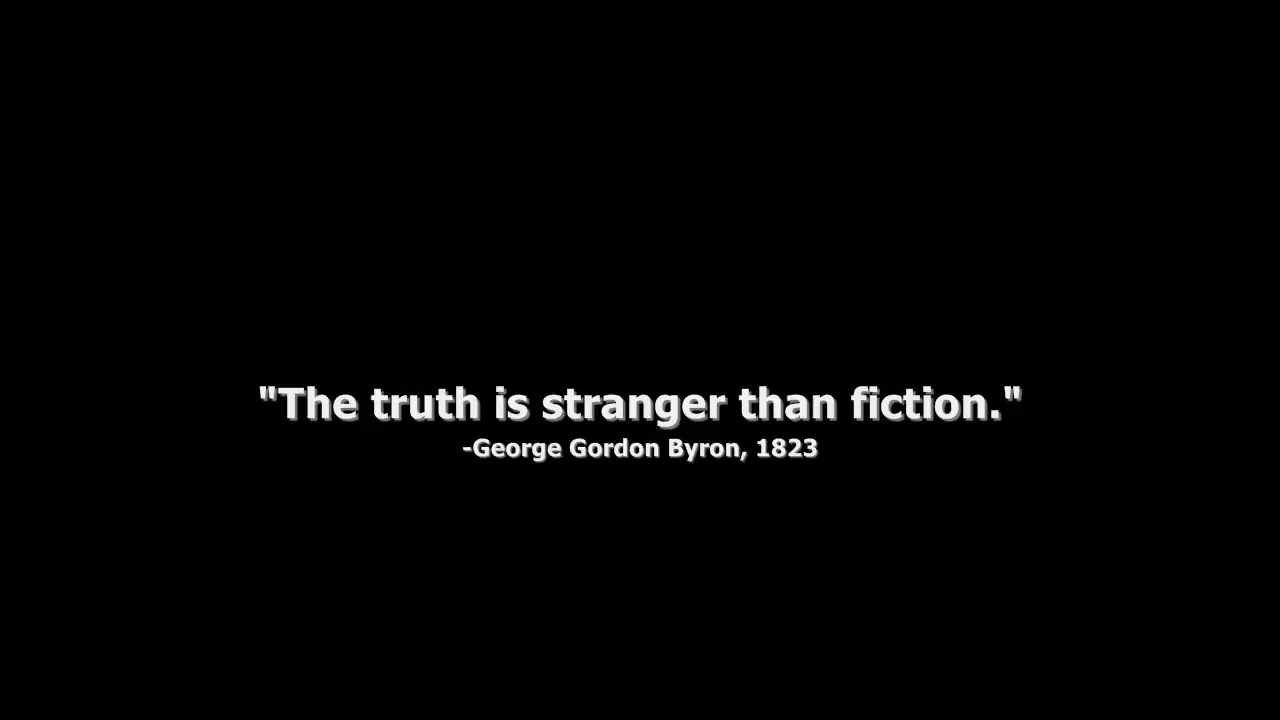 "The truth is stranger than fiction."
-George Gordon Byron, 1823